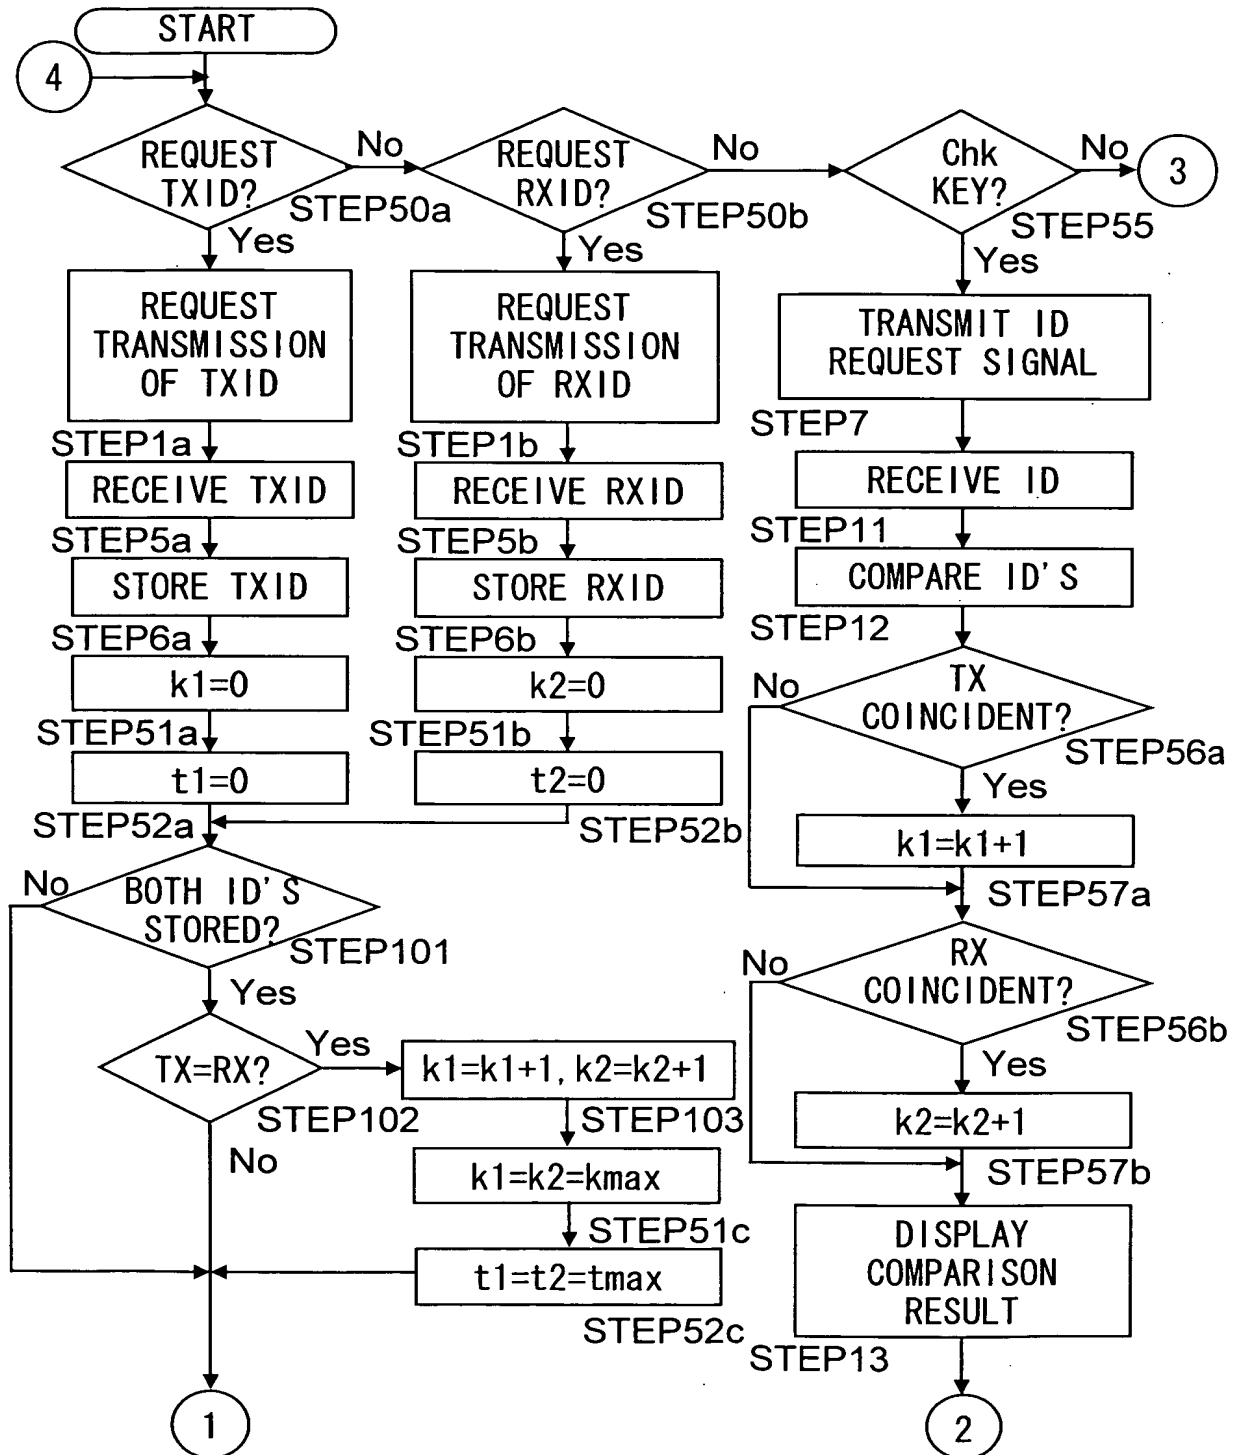 START
4
REQUEST
TXID?
No
STEP50a
Yes
REQUEST
RXID?
No
STEP50b
Yes
Chk
KEY?
No
3
STEP55
Yes
REQUEST
TRANSMISSION
OF TXID
STEP1a
RECEIVE TXID
STEP5a
STORE TXID
STEP6a
k1=0
STEP51a
t1=0
STEP52a
REQUEST
TRANSMISSION
OF RXID
STEP1b
RECEIVE RXID
STEP5b
STORE RXID
STEP6b
k2=0
STEP51b
t2=0
STEP52b
No
BOTH ID'S
STORED?
STEP101
Yes
TX=RX?
Yes
STEP102
No
k1=k1+1, k2=k2+1
STEP103
k1=k2=kmax
STEP51c
t1=t2=tmax
STEP52c
1
TRANSMIT ID
REQUEST SIGNAL
STEP7
RECEIVE ID
STEP11
COMPARE ID'S
STEP12
No
TX
COINCIDENT?
STEP56a
Yes
k1=k1+1
STEP57a
No
RX
COINCIDENT?
STEP56b
Yes
k2=k2+1
STEP57b
DISPLAY
COMPARISON
RESULT
STEP13
2